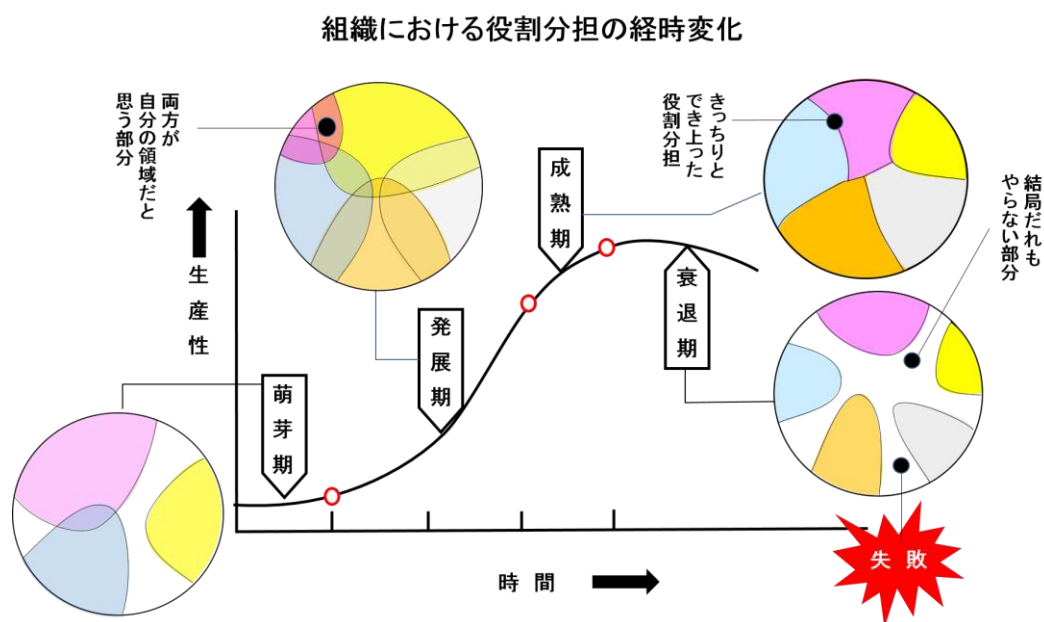 組織における役割分担の経時変化
両方が
自分の領域だと
思う部分
きっちりと
でき上った
役割分担
結局だれも
やらない部分
生産性
萌芽期
発展期
成熟期
衰退期
時間
失敗